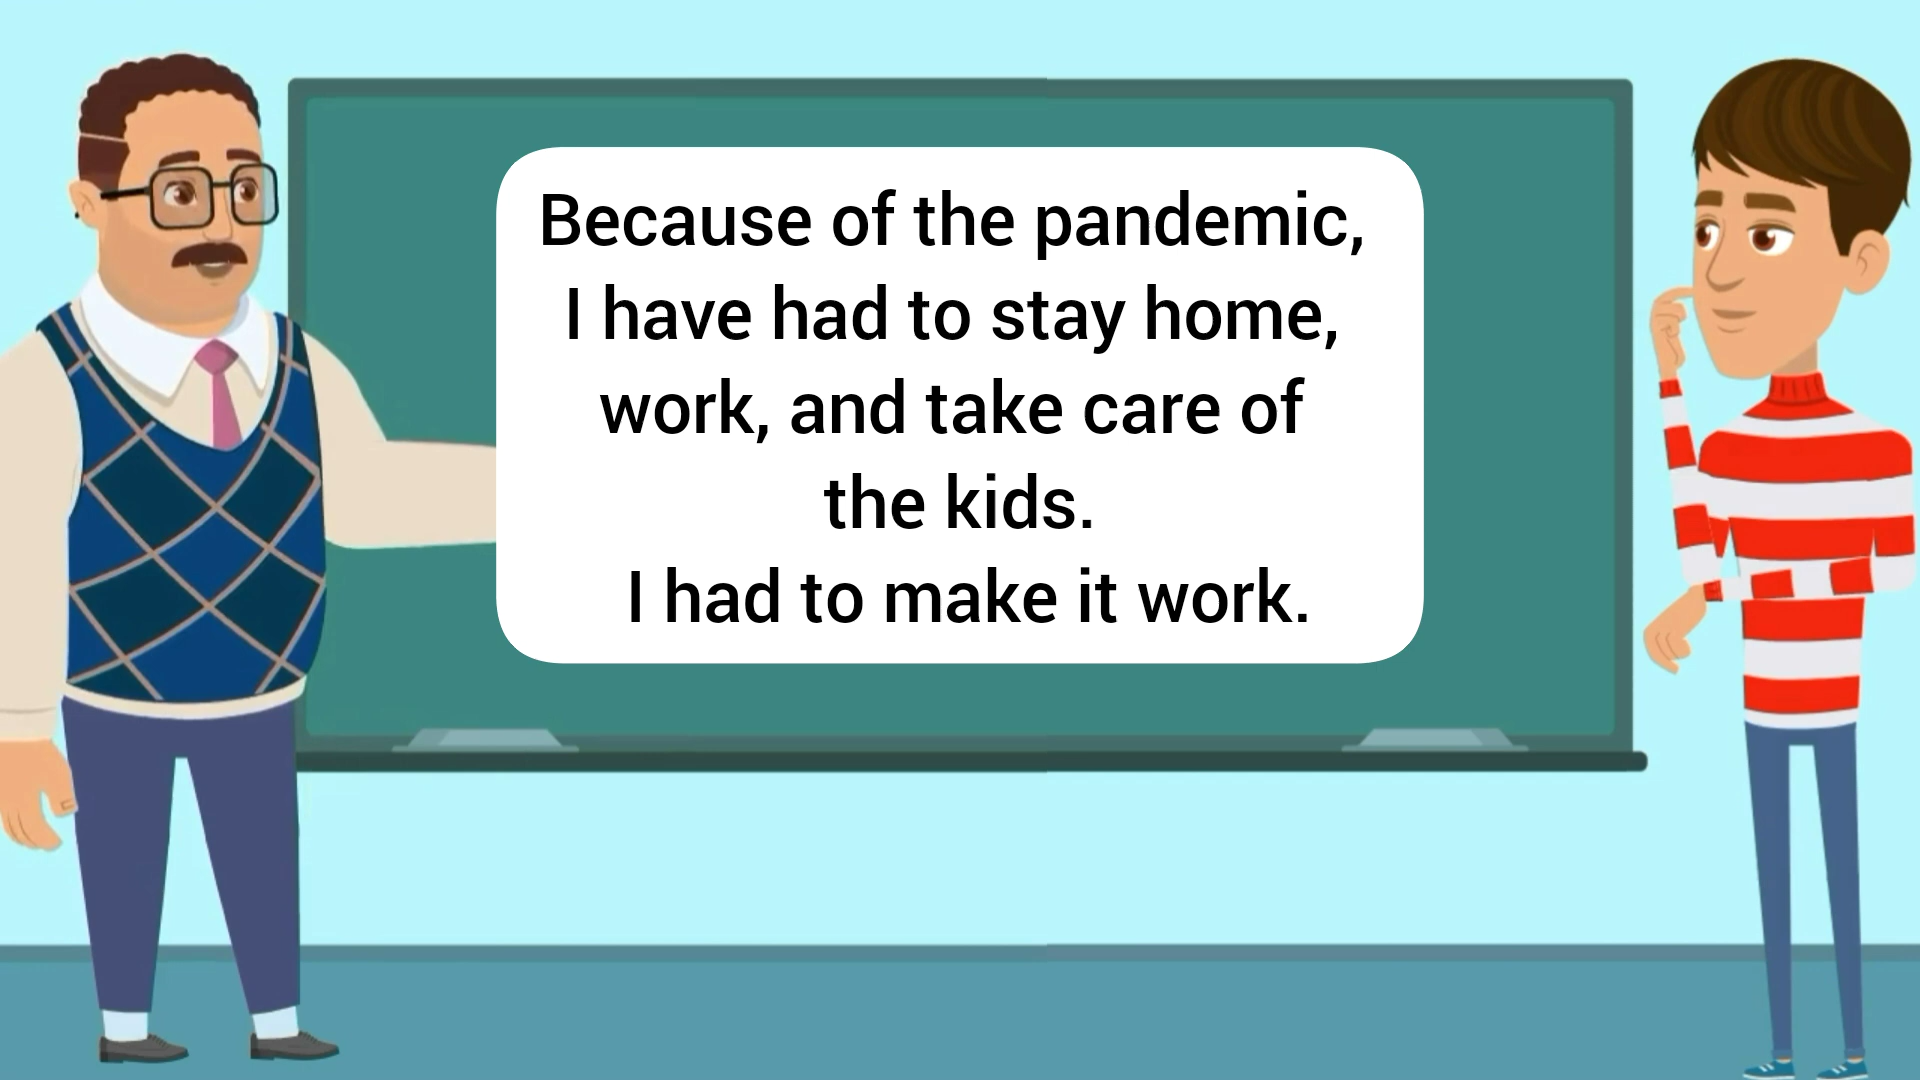 Because of the pandemic,
I have had to stay home,
work, and take care of
the kids.
I had to make it work.